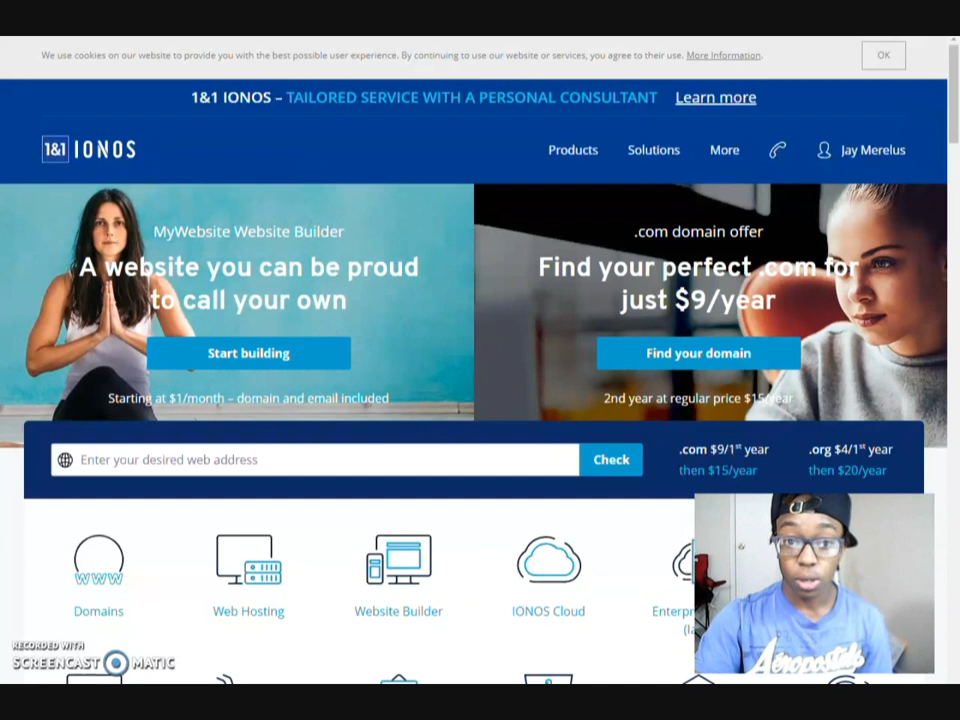 We use cookies on our website to provide you with the best possible user experience. By continuing to use our website or services, you agree to their use. More Information.
OK
1&1 IONOS – TAILORED SERVICE WITH A PERSONAL CONSULTANT Learn more
1&1 IONOS
Products Solutions More Jay Merelus
MyWebsite Website Builder
A website you can be proud
to call your own
Start building
Starting at $1/month – domain and email included
.com domain offer
Find your perfect .com for
just $9/year
Find your domain
2nd year at regular price $15/year
Enter your desired web address
Check
.com $9/1st year
then $15/year
.org $4/1st year
then $20/year
www
Domains
Web Hosting
Website Builder
IONOS Cloud
RECORDED WITH
SCREENCAST MATIC
Aéropostale